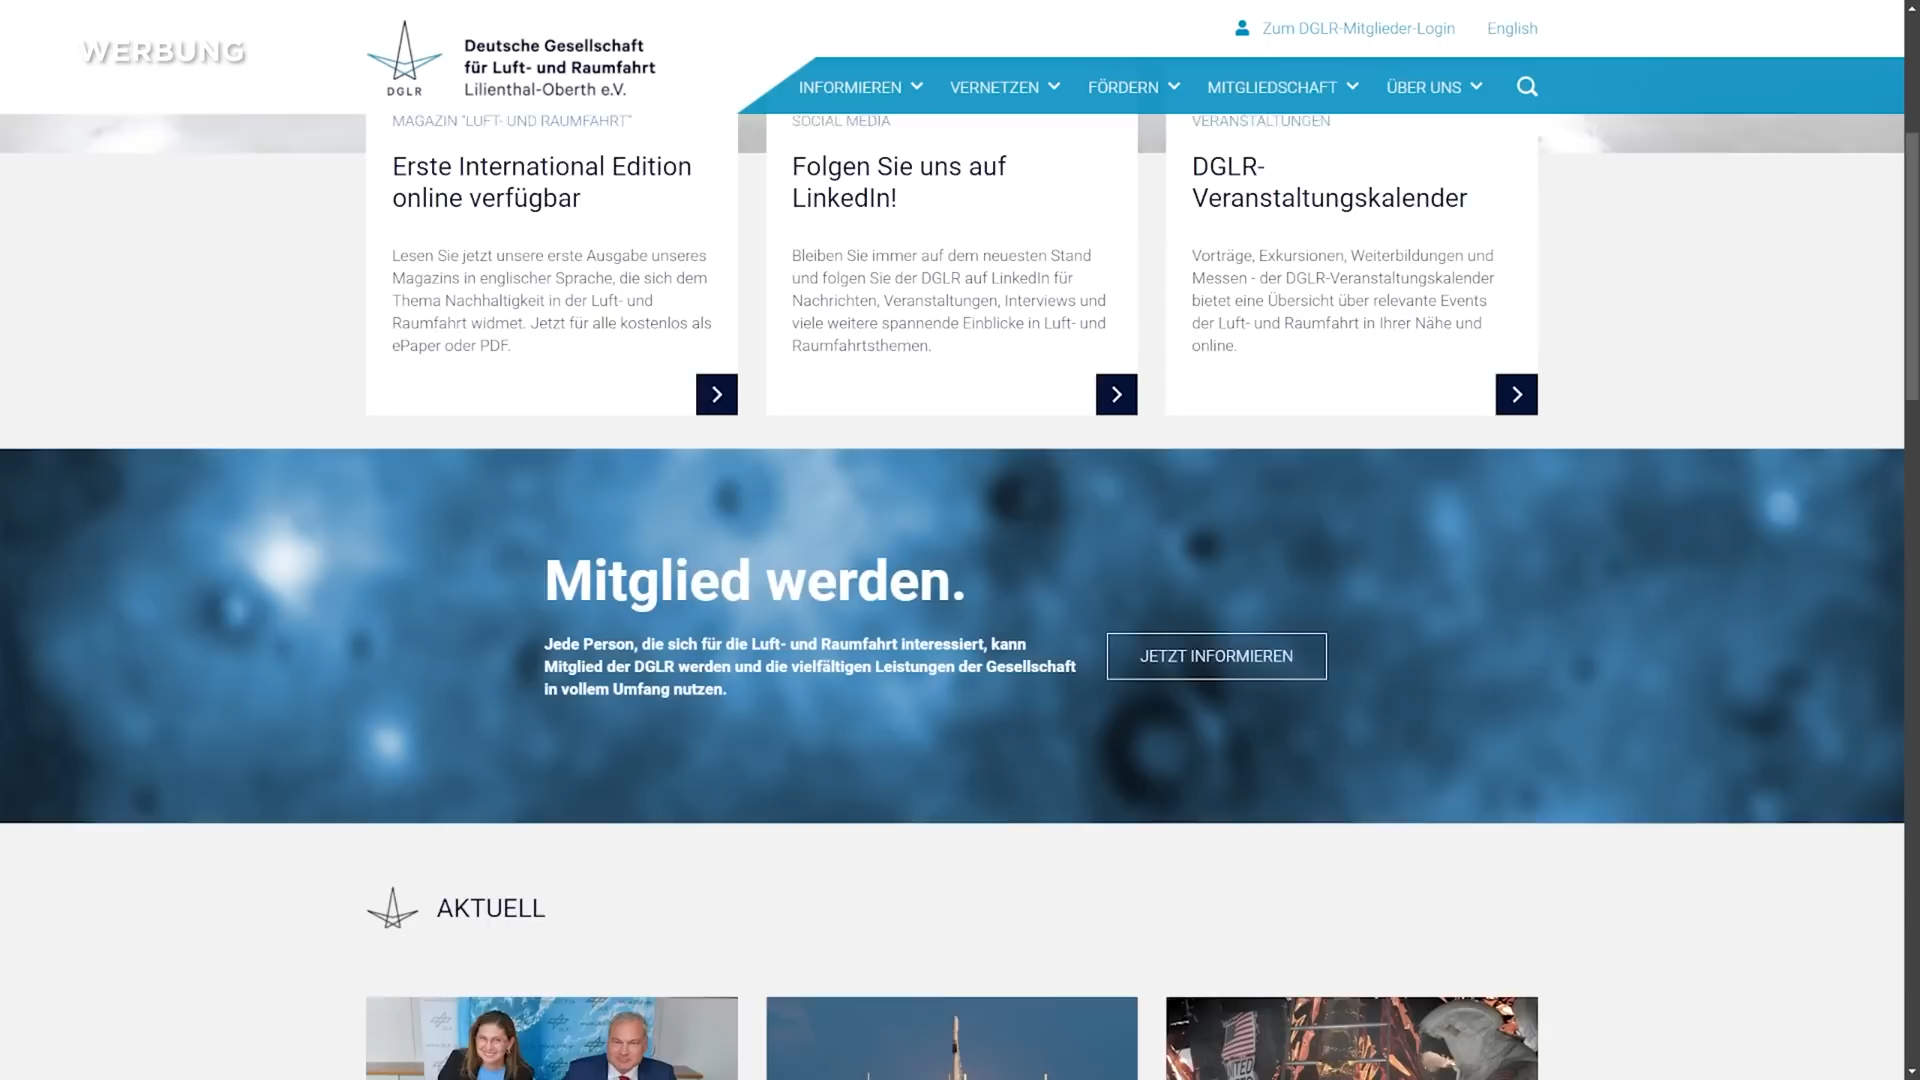 WERBUNG
Deutsche Gesellschaft
für Luft- und Raumfahrt
Lilienthal-Oberth e.V.
DGLR
Zum DGLR-Mitglieder-Login English
INFORMIEREN VERNETZEN FÖRDERN MITGLIEDSCHAFT ÜBER UNS
MAGAZIN "LUFT- UND RAUMFAHRT"
Erste International Edition
online verfügbar
Lesen Sie jetzt unsere erste Ausgabe unseres
Magazins in englischer Sprache, die sich dem
Thema Nachhaltigkeit in der Luft- und
Raumfahrt widmet. Jetzt für alle kostenlos als
ePaper oder PDF.
SOCIAL MEDIA
Folgen Sie uns auf
LinkedIn!
Bleiben Sie immer auf dem neuesten Stand
und folgen Sie der DGLR auf LinkedIn für
Nachrichten, Veranstaltungen, Interviews und
viele weitere spannende Einblicke in Luft- und
Raumfahrtsthemen.
VERANSTALTUNGEN
DGLR-
Veranstaltungskalender
Vorträge, Exkursionen, Weiterbildungen und
Messen - der DGLR-Veranstaltungskalender
bietet eine Übersicht über relevante Events
der Luft- und Raumfahrt in Ihrer Nähe und
online.
Mitglied werden.
Jede Person, die sich für die Luft- und Raumfahrt interessiert, kann
Mitglied der DGLR werden und die vielfältigen Leistungen der Gesellschaft
in vollem Umfang nutzen.
JETZT INFORMIEREN
AKTUELL
UNITED